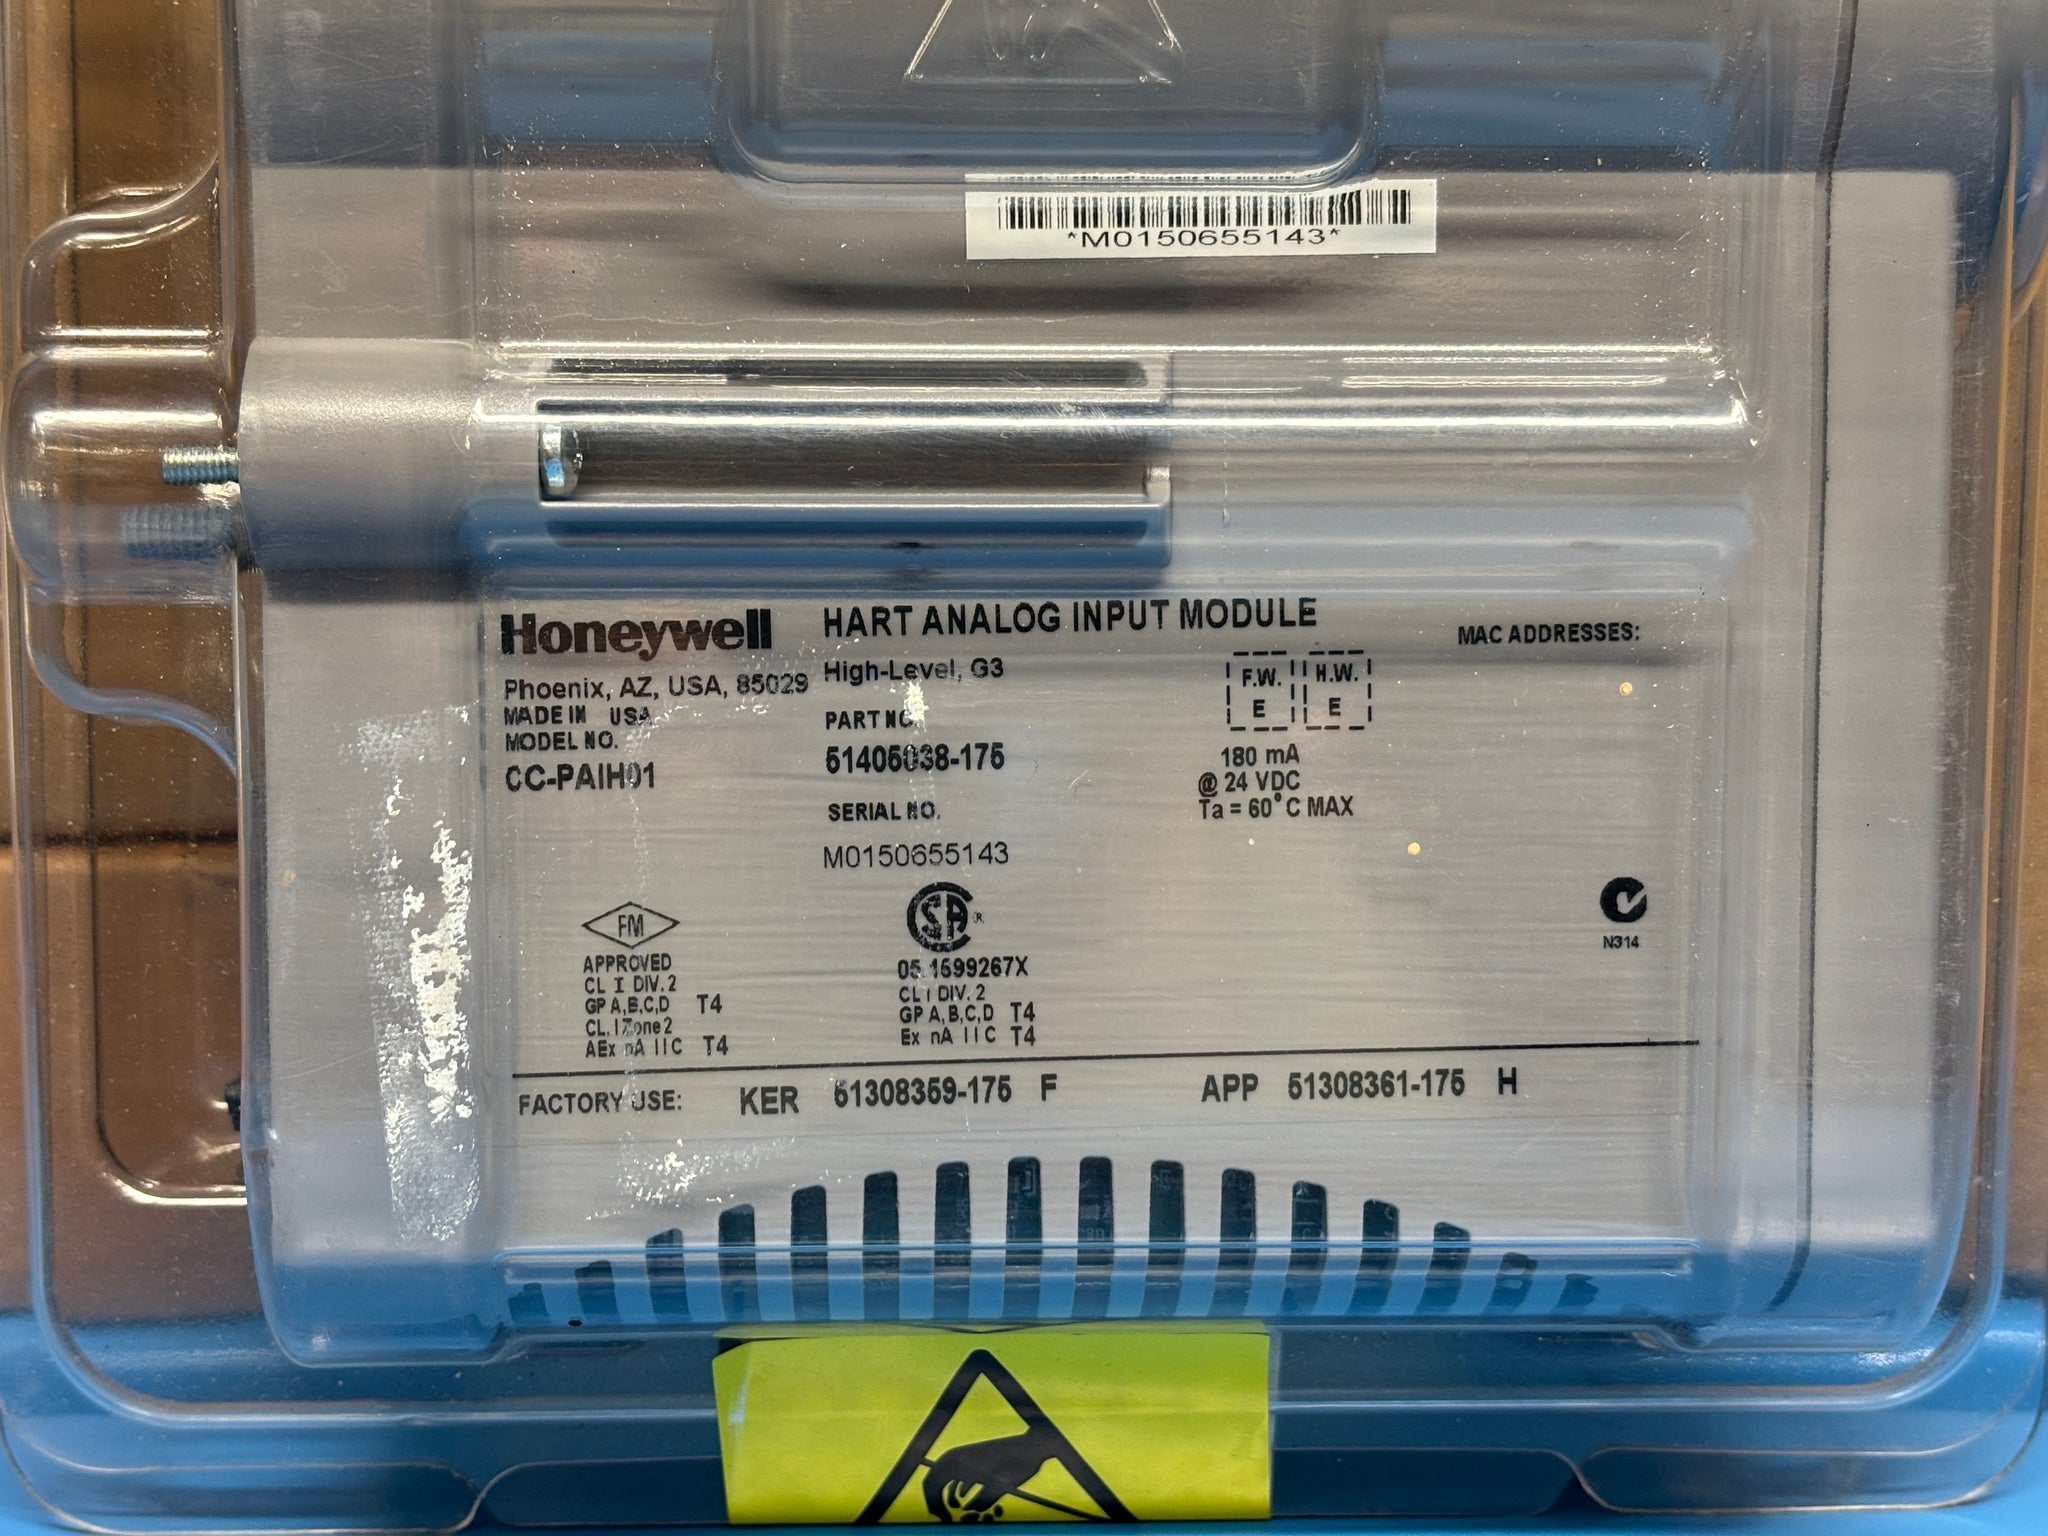 *M0150655143*
Honeywell
Phoenix, AZ, USA, 85029
MADE IN USA
MODEL NO.
CC-PAIH01
HART ANALOG INPUT MODULE
High-Level, G3
PART NO.
51405038-175
SERIAL NO.
M0150655143
F.W. H.W.
E E
180 mA
@ 24 VDC
Ta = 60°C MAX
MAC ADDRESSES:
FM
APPROVED
CL I DIV. 2
GP A,B,C,D T4
CL. I Zone 2
AEx nA IIC T4
SA ®
05.1599267X
CL I DIV. 2
GP A,B,C,D T4
Ex nA IIC T4
N314
FACTORY USE: KER 51308359-175 F APP 51308361-175 H